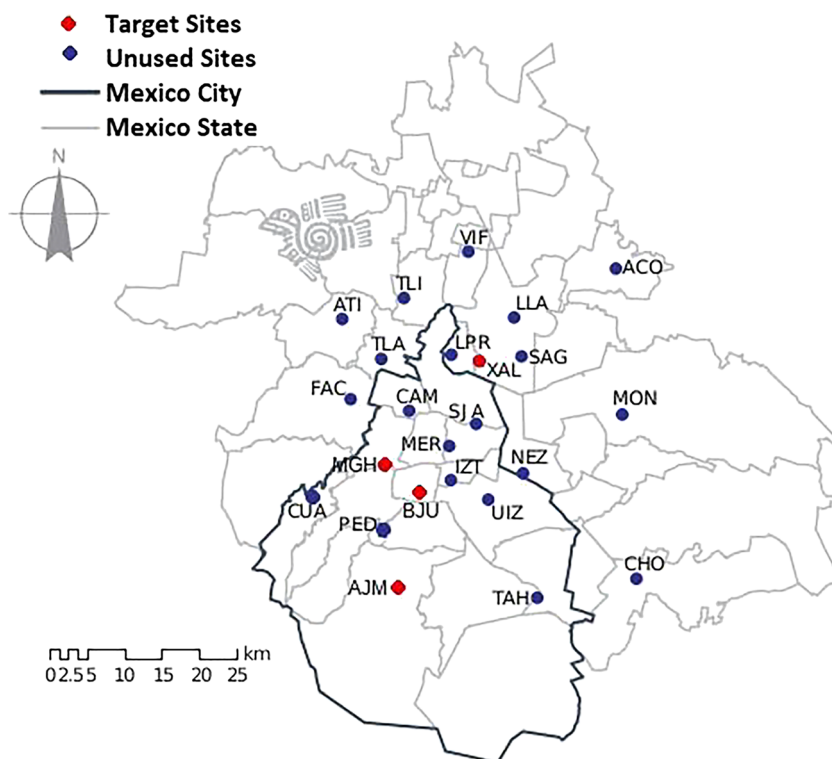 Target Sites
Unused Sites
Mexico City
Mexico State
N
VIF
ACO
TLI
ATI
LLA
TLA
LPR
SAG
XAL
FAC
CAM
MON
SJA
MER
MGH
IZT
NEZ
CUA
BJU
UIZ
PED
CHO
AJM
TAH
km
0 2.5 5 10 15 20 25